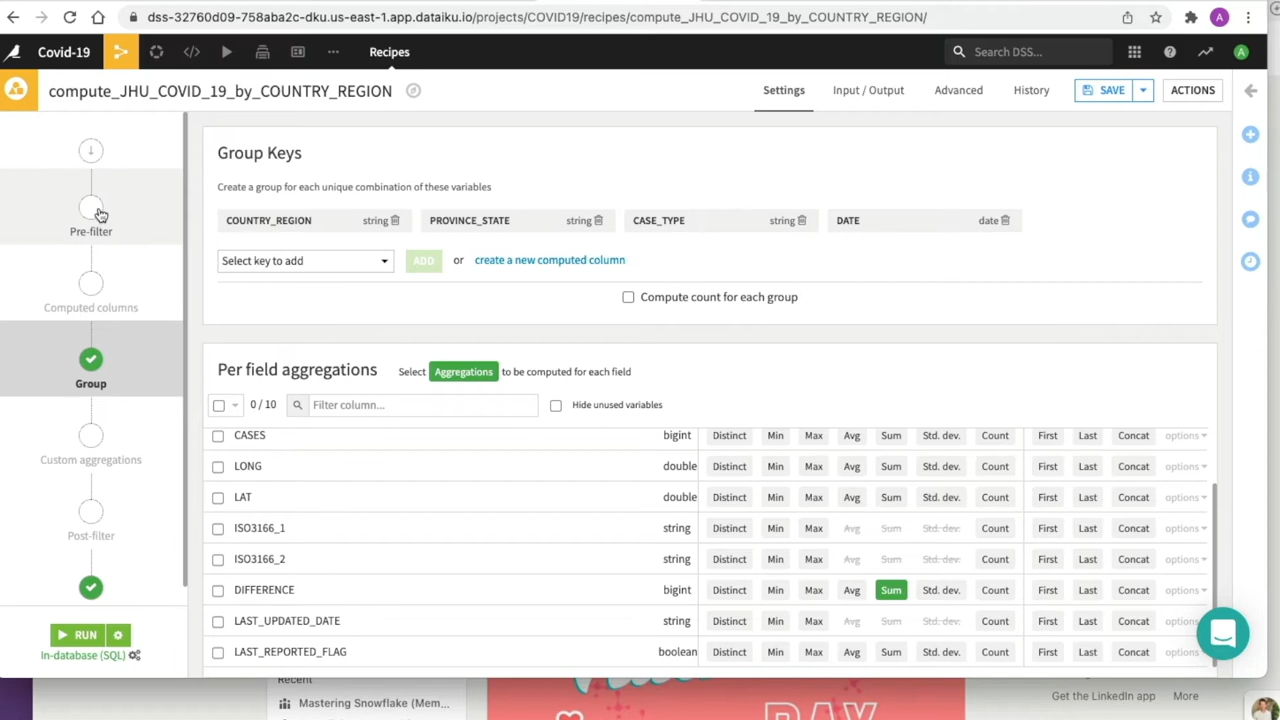 dss-32760d09-758aba2c-dku.us-east-1.app.dataiku.io/projects/COVID19/recipes/compute_JHU_COVID_19_by_COUNTRY_REGION/
A
Covid-19
Recipes
Search DSS...
A
compute_JHU_COVID_19_by_COUNTRY_REGION
Settings
Input / Output
Advanced
History
SAVE
ACTIONS
Pre-filter
Computed columns
Group
Custom aggregations
Post-filter
RUN
In-database (SQL)
Group Keys
Create a group for each unique combination of these variables
COUNTRY_REGION string PROVINCE_STATE string CASE_TYPE string DATE date
Select key to add ADD or create a new computed column
Compute count for each group
Per field aggregations Select Aggregations to be computed for each field
0 / 10 Filter column... Hide unused variables
CASES bigint Distinct Min Max Avg Sum Std. dev. Count First Last Concat options
LONG double Distinct Min Max Avg Sum Std. dev. Count First Last Concat options
LAT double Distinct Min Max Avg Sum Std. dev. Count First Last Concat options
ISO3166_1 string Distinct Min Max Avg Sum Std. dev. Count First Last Concat options
ISO3166_2 string Distinct Min Max Avg Sum Std. dev. Count First Last Concat options
DIFFERENCE bigint Distinct Min Max Avg Sum Std. dev. Count First Last Concat options
LAST_UPDATED_DATE string Distinct Min Max Avg Sum Std. dev. Count First Last Concat options
LAST_REPORTED_FLAG boolean Distinct Min Max Avg Sum Std. dev. Count First Last Concat options
Recent
Mastering Snowflake (Mem...
DAY
Get the LinkedIn app More